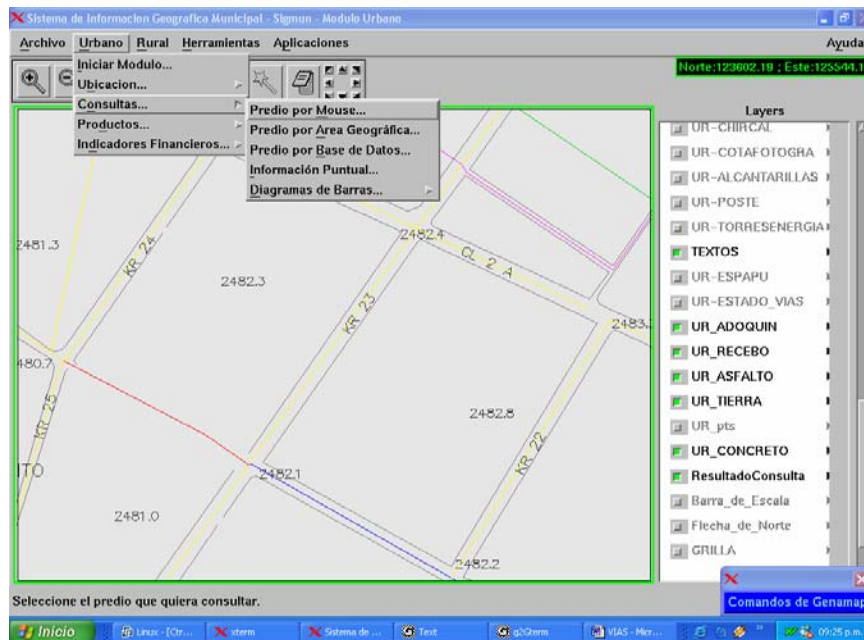 Sistema de Informacion Geografica Municipal - Sigmun - Modulo Urbano
Archivo Urbano Rural Herramientas Aplicaciones Ayuda
Norte:123602.18 ; Este:125544.1
Iniciar Modulo...
Ubicacion...
Consultas...
Productos...
Indicadores Financieros...
Predio por Mouse...
Predio por Area Geográfica...
Predio por Base de Datos...
Información Puntual...
Diagramas de Barras...
Layers
UR-CHIRCAL
UR-COTAFOTOGRA
UR-ALCANTARILLAS
UR-POSTE
UR-TORRESENERGIA
TEXTOS
UR-ESPAPU
UR-ESTADO_VIAS
UR_ADOQUIN
UR_RECEBO
UR_ASFALTO
UR_TIERRA
UR_pts
UR_CONCRETO
ResultadoConsulta
Barra_de_Escala
Flecha_de_Norte
GRILLA
2481.3
KR 24
2482.3
2482.4
CL 2 A
KR 23
2483.
480.7
KR 25
2482.8
KR 22
ITO
2482.1
2481.0
2482.2
Seleccione el predio que quiera consultar.
Comandos de Genamap
Inicio
Linux - [Ctr...
xterm
Sistema de ...
Text
g2Gterm
VIAS - Micr...
09:25 p.m.